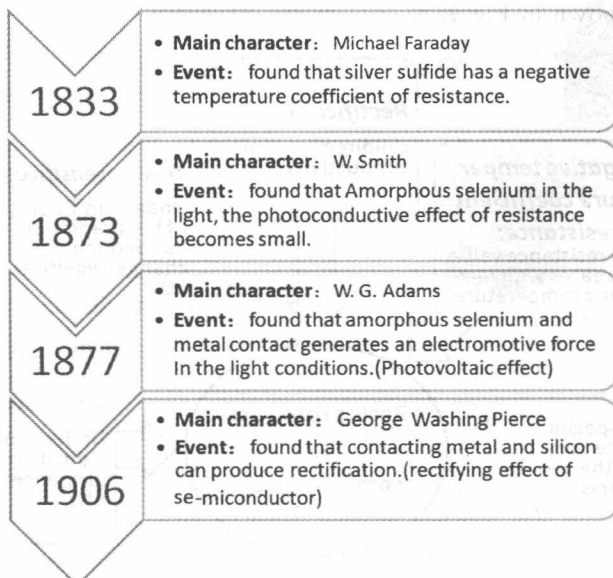 1833
• Main character: Michael Faraday
• Event: found that silver sulfide has a negative
temperature coefficient of resistance.
1873
• Main character: W. Smith
• Event: found that Amorphous selenium in the
light, the photoconductive effect of resistance
becomes small.
1877
• Main character: W. G. Adams
• Event: found that amorphous selenium and
metal contact generates an electromotive force
In the light conditions.(Photovoltaic effect)
1906
• Main character: George Washing Pierce
• Event: found that contacting metal and silicon
can produce rectification.(rectifying effect of
se-miconductor)